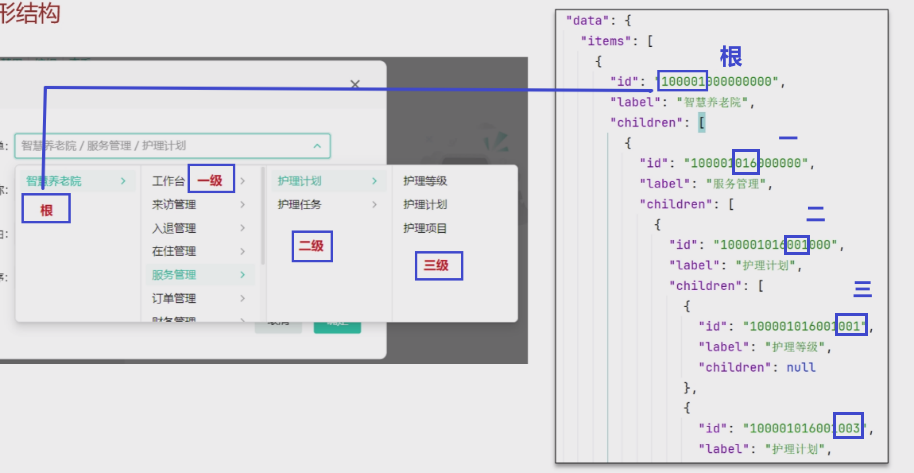 形结构
智慧养老院 / 服务管理 / 护理计划
智慧养老院
根
工作台
一级
来访管理
入退管理
在住管理
服务管理
订单管理
财务管理
护理计划
护理任务
二级
护理等级
护理计划
护理项目
三级
"data": {
"items": [
{
根
"id": "100001000000000",
"label": "智慧养老院",
"children": [
{
一
"id": "100001016000000",
"label": "服务管理",
"children": [
{
二
"id": "100001016001000",
"label": "护理计划",
"children": [
{
三
"id": "100001016001001",
"label": "护理等级",
"children": null
},
{
"id": "100001016001003",
"label": "护理计划",